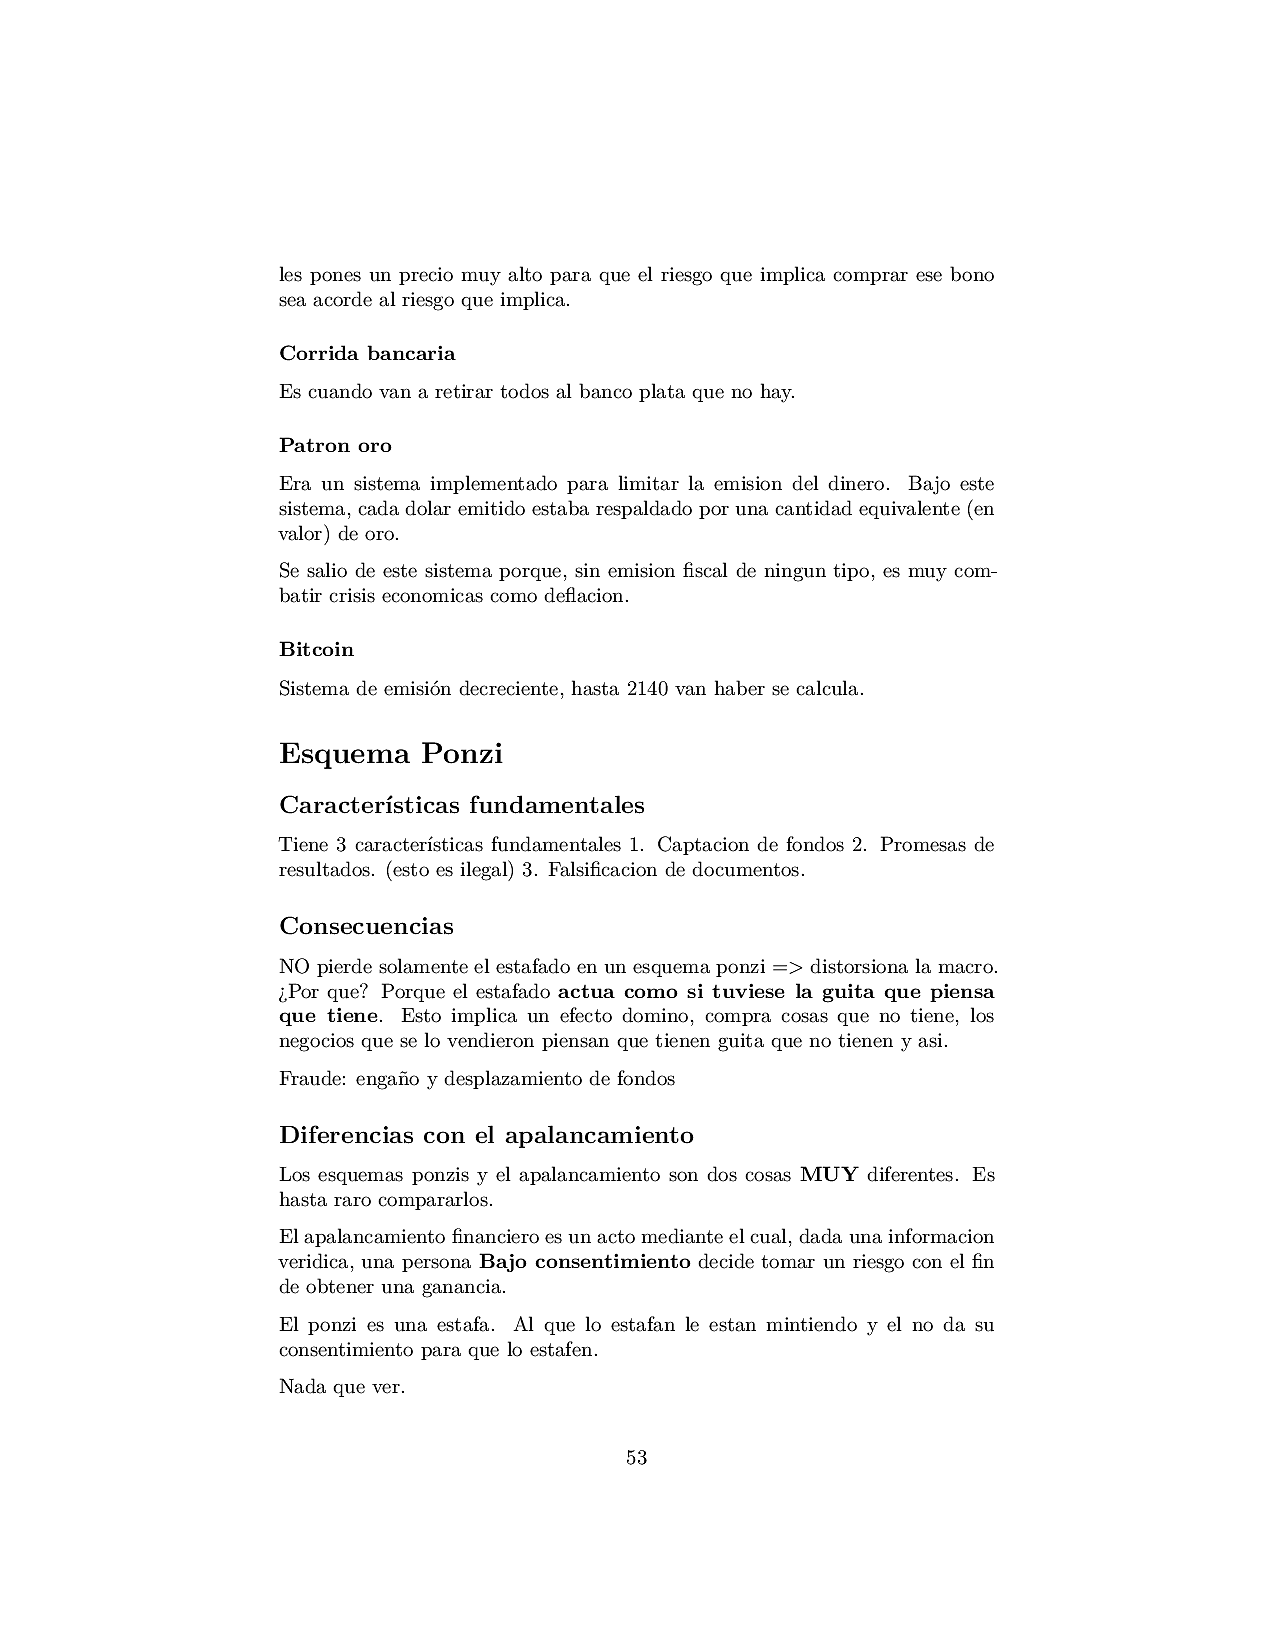 les pones un precio muy alto para que el riesgo que implica comprar ese bono
sea acorde al riesgo que implica.
Corrida bancaria
Es cuando van a retirar todos al banco plata que no hay.
Patron oro
Era un sistema implementado para limitar la emision del dinero. Bajo este
sistema, cada dolar emitido estaba respaldado por una cantidad equivalente (en
valor) de oro.
Se salio de este sistema porque, sin emision fiscal de ningun tipo, es muy com-
batir crisis economicas como deflacion.
Bitcoin
Sistema de emisión decreciente, hasta 2140 van haber se calcula.
Esquema Ponzi
Características fundamentales
Tiene 3 características fundamentales 1. Captacion de fondos 2. Promesas de
resultados. (esto es ilegal) 3. Falsificacion de documentos.
Consecuencias
NO pierde solamente el estafado en un esquema ponzi => distorsiona la macro.
¿Por que? Porque el estafado actua como si tuviese la guita que piensa
que tiene. Esto implica un efecto domino, compra cosas que no tiene, los
negocios que se lo vendieron piensan que tienen guita que no tienen y asi.
Fraude: engaño y desplazamiento de fondos
Diferencias con el apalancamiento
Los esquemas ponzis y el apalancamiento son dos cosas MUY diferentes. Es
hasta raro compararlos.
El apalancamiento financiero es un acto mediante el cual, dada una informacion
veridica, una persona Bajo consentimiento decide tomar un riesgo con el fin
de obtener una ganancia.
El ponzi es una estafa. Al que lo estafan le estan mintiendo y el no da su
consentimiento para que lo estafen.
Nada que ver.
53